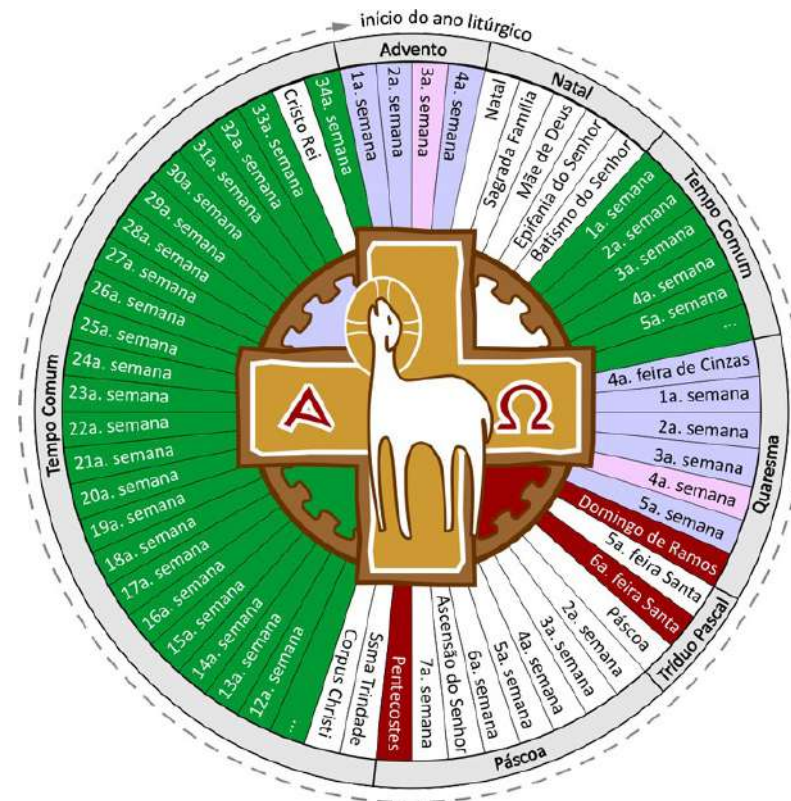 início do ano litúrgico
Advento
1a. semana
2a. semana
3a. semana
4a. semana
Natal
Natal
Sagrada Família
Mãe de Deus
Epifania do Senhor
Batismo do Senhor
Tempo Comum
1a. semana
2a. semana
3a. semana
4a. semana
5a. semana
...
Quaresma
4a. feira de Cinzas
1a. semana
2a. semana
3a. semana
4a. semana
5a. semana
Domingo de Ramos
Tríduo Pascal
5a. feira Santa
6a. feira Santa
Páscoa
Páscoa
2a. semana
3a. semana
4a. semana
5a. semana
6a. semana
Ascensão do Senhor
7a. semana
Pentecostes
Tempo Comum
Ssma Trindade
Corpus Christi
...
12a. semana
13a. semana
14a. semana
15a. semana
16a. semana
17a. semana
18a. semana
19a. semana
20a. semana
21a. semana
22a. semana
23a. semana
24a. semana
25a. semana
26a. semana
27a. semana
28a. semana
29a. semana
30a. semana
31a. semana
32a. semana
33a. semana
Cristo Rei
34a. semana
Α
Ω